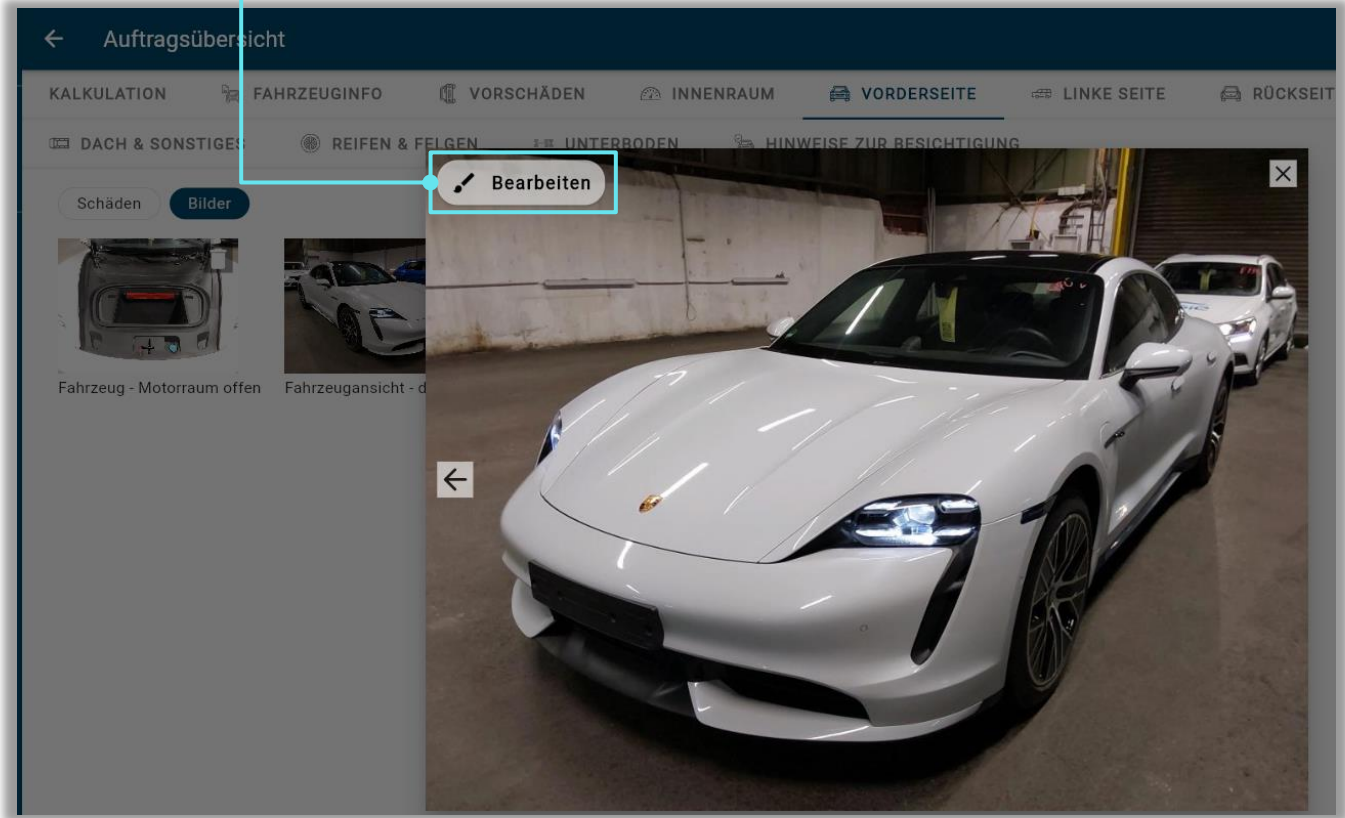 Auftragsübersicht
KALKULATION FAHRZEUGINFO VORSCHÄDEN INNENRAUM VORDERSEITE LINKE SEITE RÜCKSEIT
DACH & SONSTIGES REIFEN & FELGEN UNTERBODEN HINWEISE ZUR BESICHTIGUNG
Bearbeiten
Schäden Bilder
Fahrzeug - Motorraum offen Fahrzeugansicht - d